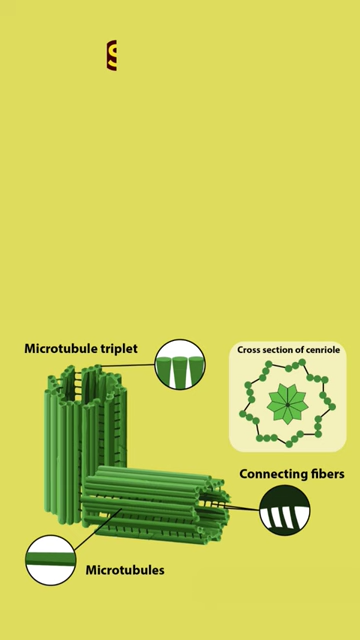 S
Microtubule triplet
Cross section of cenriole
Connecting fibers
Microtubules